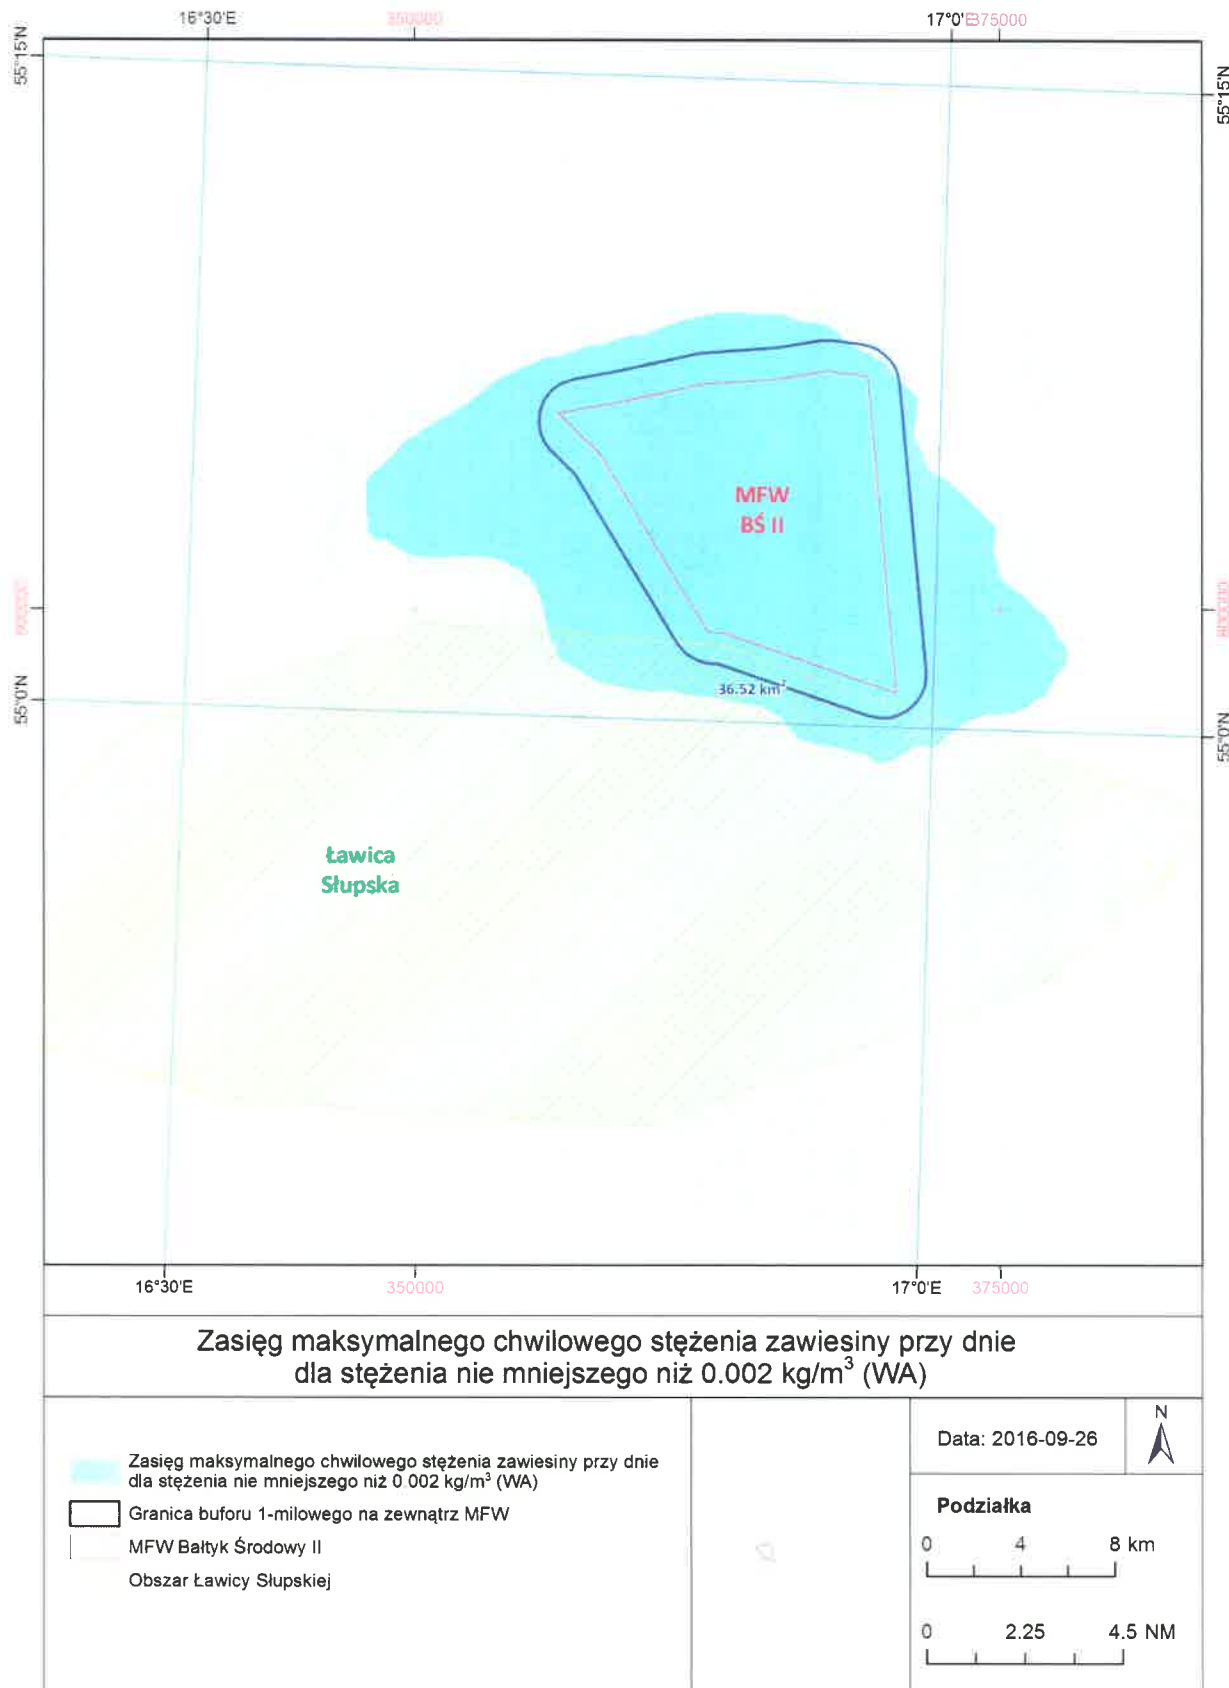 16°30'E 350000 17°0'E 375000
55°15'N 55°15'N
MFW
BŚ II
600000 600000
36.52 km²
55°0'N 55°0'N
Ławica
Słupska
16°30'E 350000 17°0'E 375000
Zasięg maksymalnego chwilowego stężenia zawiesiny przy dnie
dla stężenia nie mniejszego niż 0.002 kg/m³ (WA)
Zasięg maksymalnego chwilowego stężenia zawiesiny przy dnie
dla stężenia nie mniejszego niż 0.002 kg/m³ (WA)
Granica buforu 1-milowego na zewnątrz MFW
MFW Bałtyk Środowy II
Obszar Ławicy Słupskiej
Data: 2016-09-26
N
Podziałka
0 4 8 km
0 2.25 4.5 NM